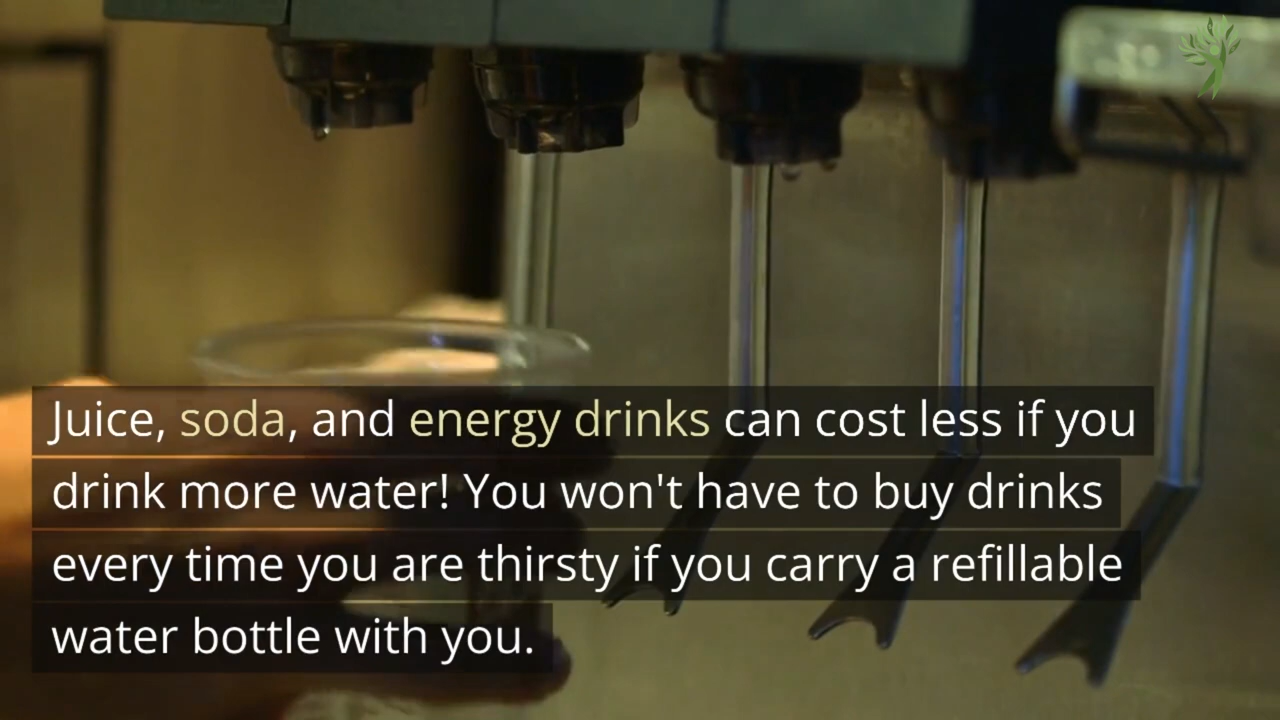 Juice, soda, and energy drinks can cost less if you
drink more water! You won't have to buy drinks
every time you are thirsty if you carry a refillable
water bottle with you.